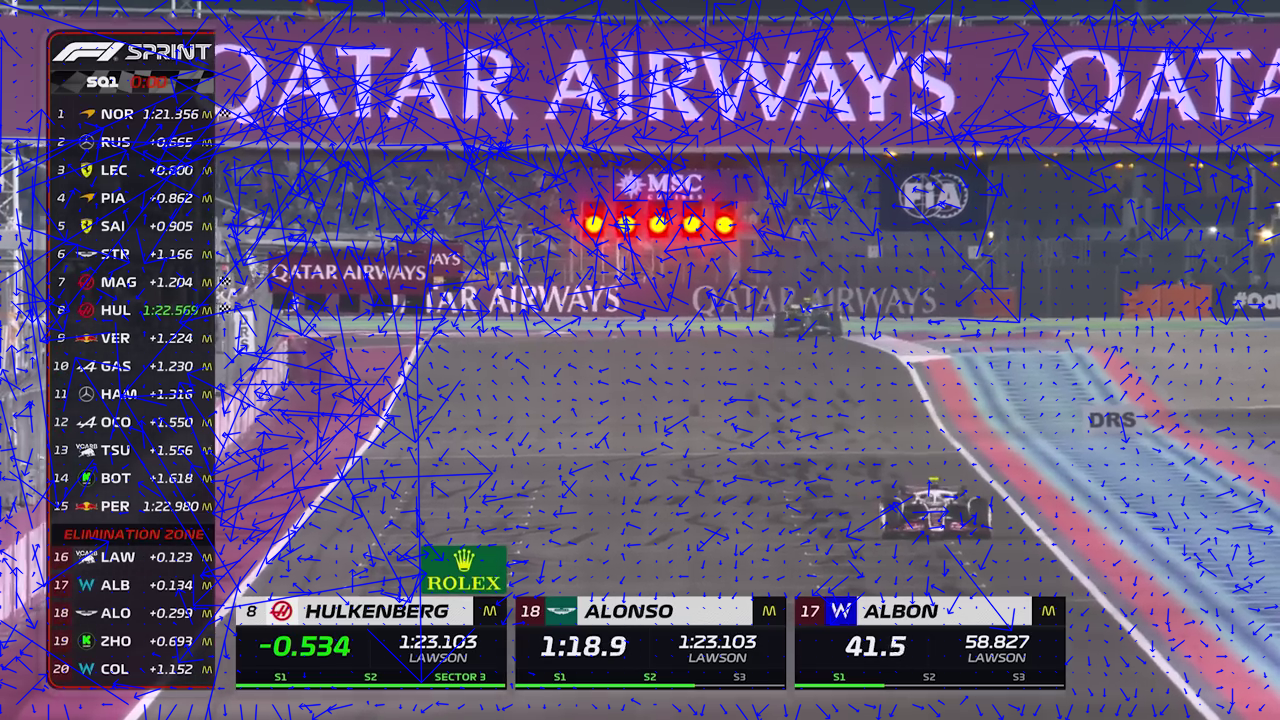 QATAR AIRWAYS QATA
F1 SPRINT
SQ1 0:00
1 NOR 1:21.356 M
2 RUS +0.665 M
3 LEC +0.800 M
4 PIA +0.862 M
5 SAI +0.905 M
6 STR +1.166 M
7 MAG +1.204 M
8 HUL 1:22.569 M
9 VER +1.224 M
10 GAS +1.230 M
11 HAM +1.316 M
12 OCO +1.550 M
13 TSU +1.556 M
14 BOT +1.618 M
15 PER 1:22.980 M
ELIMINATION ZONE
16 LAW +0.123 M
17 ALB +0.134 M
18 ALO +0.299 M
19 ZHO +0.693 M
20 COL +1.152 M
MSC
FIA
QATAR AIRWAYS
AYS
TAR AIRWAYS
QATAR AIRWAYS
DRS
ROLEX
8 HULKENBERG M
-0.534 1:23.103
LAWSON
S1 S2 SECTOR 3
18 ALONSO M
1:18.9 1:23.103
LAWSON
S1 S2 S3
17 W ALBON M
41.5 58.827
LAWSON
S1 S2 S3